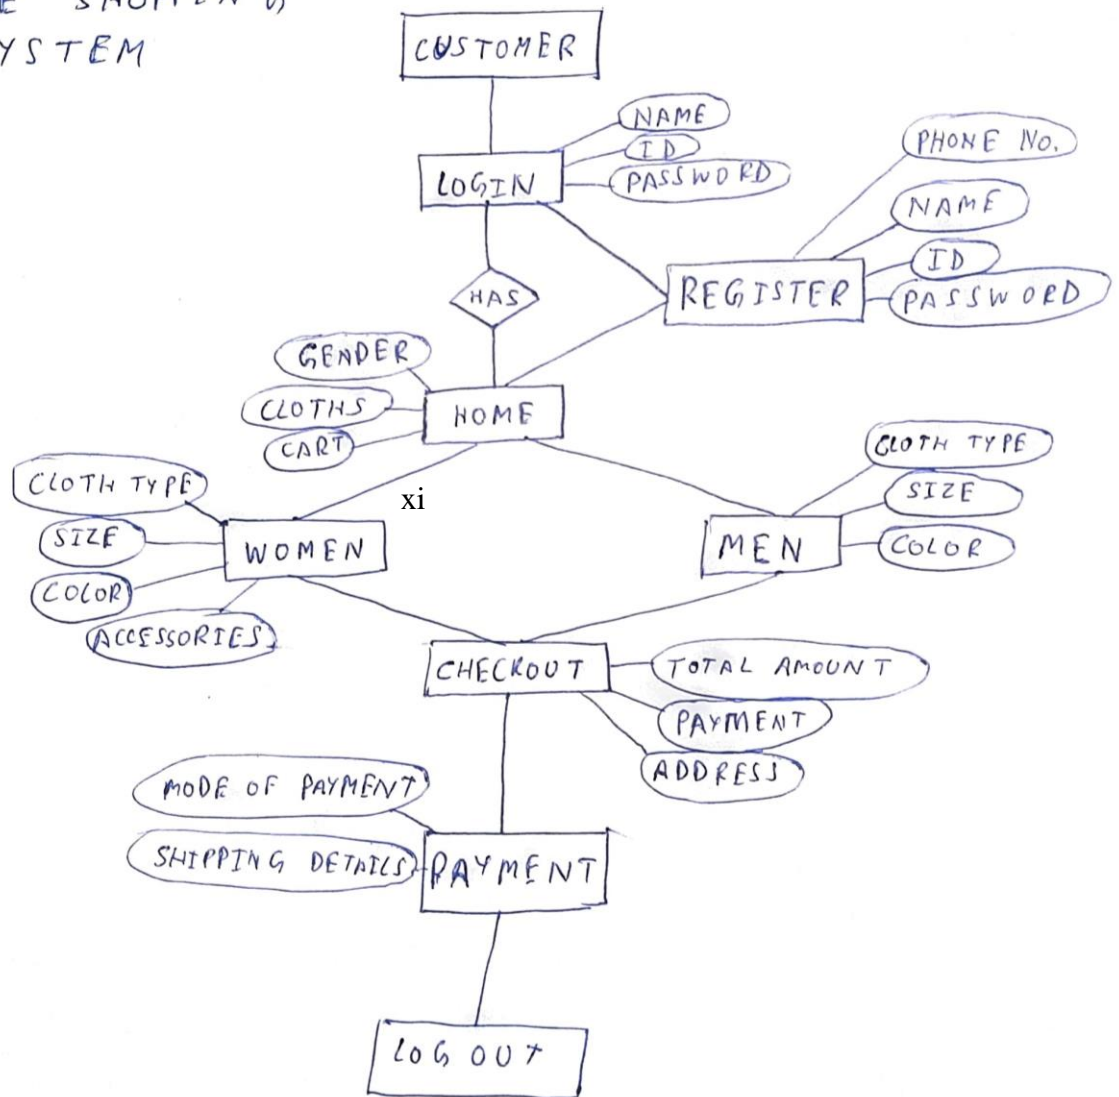 SYSTEM
CUSTOMER
NAME
ID
PASSWORD
LOGIN
PHONE NO.
NAME
ID
PASSWORD
REGISTER
HAS
GENDER
CLOTHS
CART
HOME
CLOTH TYPE
SIZE
COLOR
ACCESSORIES
WOMEN
xi
CLOTH TYPE
SIZE
COLOR
MEN
CHECKOUT
TOTAL AMOUNT
PAYMENT
ADDRESS
MODE OF PAYMENT
SHIPPING DETAILS
PAYMENT
LOG OUT